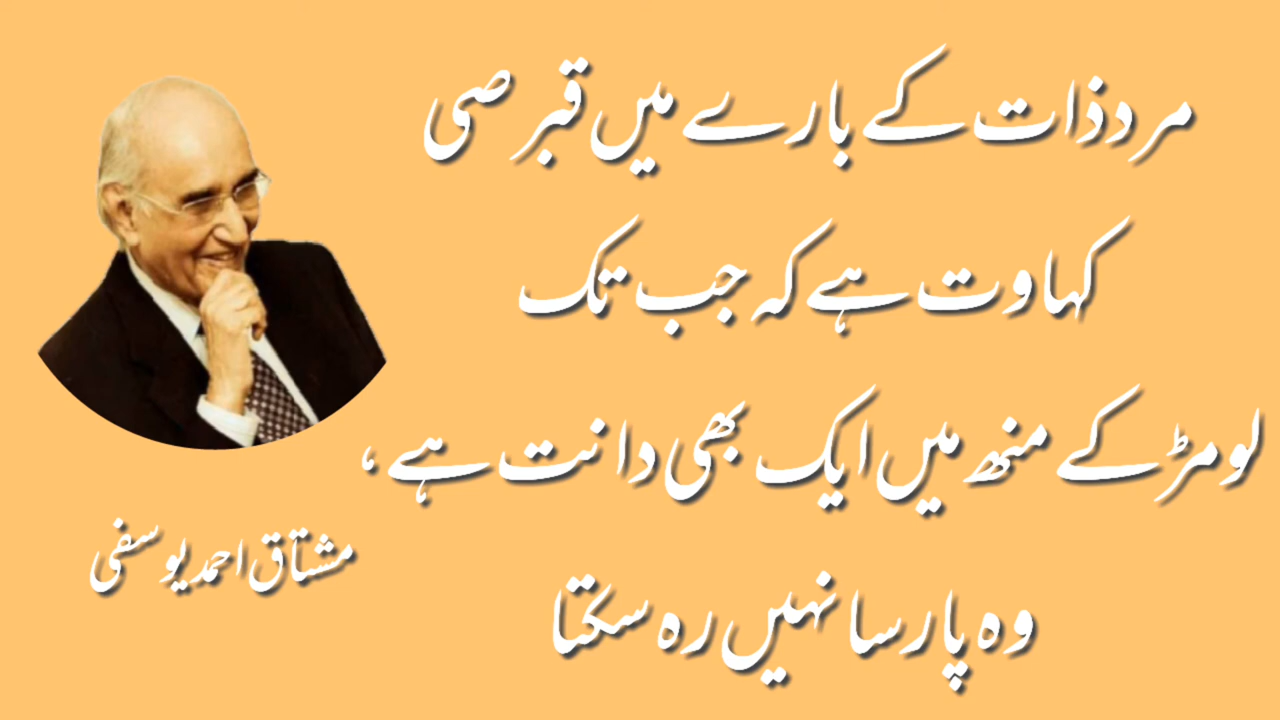 مرد ذات کے بارے میں قبرصی
کہاوت ہے کہ جب تک
لومڑ کے منھ میں ایک بھی دانت ہے ،
وہ پارسا نہیں رہ سکتا
مشتاق احمد یوسفی